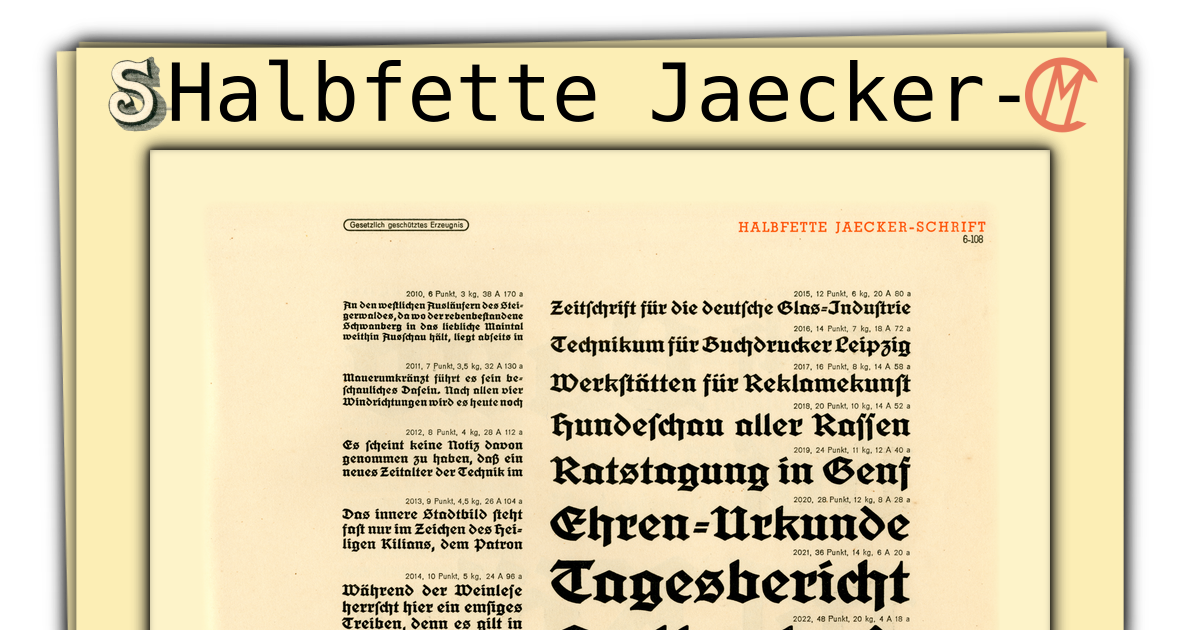 Halbfette Jaecker-
Gesetzlich geschütztes Erzeugnis
HALBFETTE JAECKER-SCHRIFT
6-108
2010, 6 Punkt, 3 kg, 38 A 170 a
An den weſtlichen Ausläufern des Stei-
gerwaldes, da wo der rebenbeſtandene
Schwanberg in das liebliche Maintal
weithin Ausſchau hält, liegt abſeits in
2011, 7 Punkt, 3,5 kg, 32 A 130 a
Mauerumkränzt führt es ſein be-
ſchauliches Daſein. Nach allen vier
Windrichtungen wird es heute noch
2012, 8 Punkt, 4 kg, 28 A 112 a
Es ſcheint keine Notiz davon
genommen zu haben, daß ein
neues Zeitalter der Technik im
2013, 9 Punkt, 4,5 kg, 26 A 104 a
Das innere Stadtbild ſteht
faſt nur im Zeichen des Hei-
ligen Kilians, dem Patron
2014, 10 Punkt, 5 kg, 24 A 96 a
Während der Weinleſe
herrſcht hier ein emſiges
Treiben, denn es gilt in
2015, 12 Punkt, 6 kg, 20 A 80 a
Zeitſchrift für die deutſche Glas-Induſtrie
2016, 14 Punkt, 7 kg, 18 A 72 a
Technikum für Buchdrucker Leipzig
2017, 16 Punkt, 8 kg, 14 A 58 a
Werkſtätten für Reklamekunſt
2018, 20 Punkt, 10 kg, 14 A 52 a
Hundeſchau aller Raſſen
2019, 24 Punkt, 11 kg, 12 A 40 a
Ratstagung in Genf
2020, 28 Punkt, 12 kg, 8 A 28 a
Ehren-Urkunde
2021, 36 Punkt, 14 kg, 6 A 20 a
Tagesbericht
2022, 48 Punkt, 20 kg, 4 A 18 a